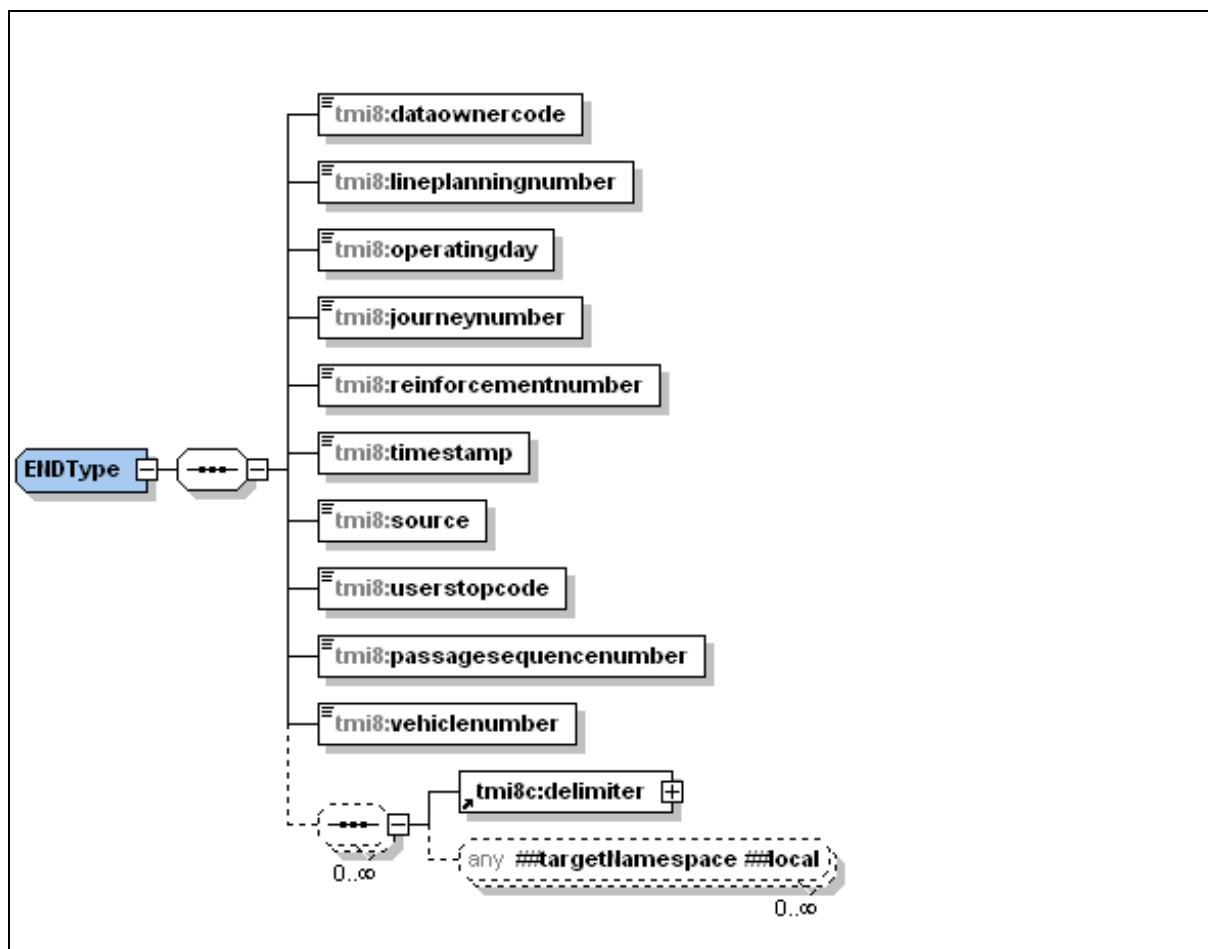 tmi8:dataownercode
tmi8:lineplanningnumber
tmi8:operatingday
tmi8:journeynumber
tmi8:reinforcementnumber
tmi8:timestamp
ENDType
tmi8:source
tmi8:userstopcode
tmi8:passagesequencenumber
tmi8:vehiclenumber
tmi8c:delimiter
any ##targetNamespace ##local
0..∞
0..∞